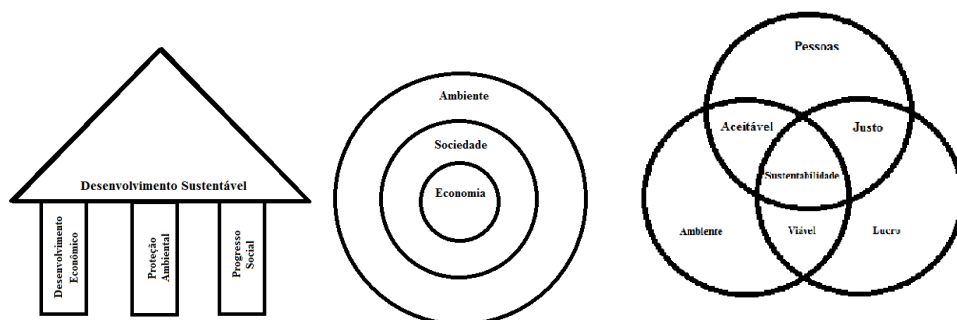 Desenvolvimento Sustentável
Desenvolvimento
Econômico
Proteção
Ambiental
Progresso
Social
Ambiente
Sociedade
Economia
Pessoas
Aceitável
Justo
Sustentabilidade
Ambiente
Viável
Lucro